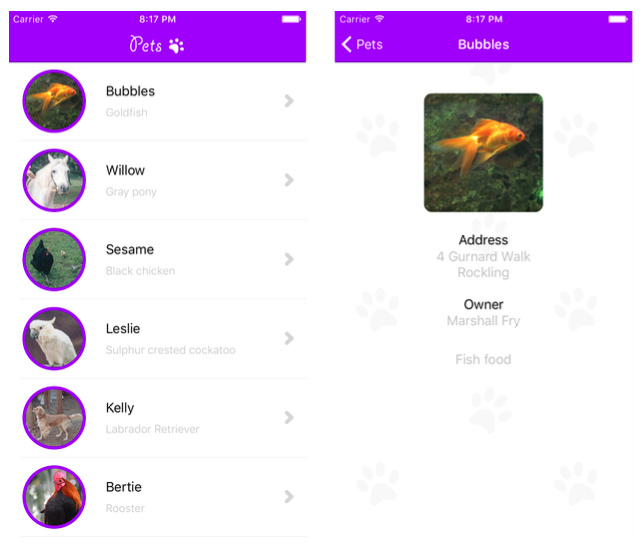 Carrier 8:17 PM
Pets
Bubbles
Goldfish
Willow
Gray pony
Sesame
Black chicken
Leslie
Sulphur crested cockatoo
Kelly
Labrador Retriever
Bertie
Rooster
Carrier 8:17 PM
Pets Bubbles
Address
4 Gurnard Walk
Rockling
Owner
Marshall Fry
Fish food